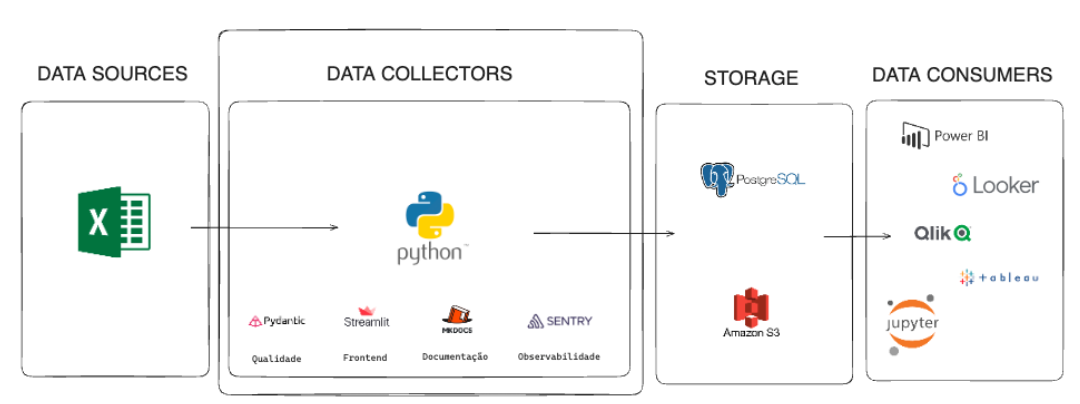 DATA SOURCES
DATA COLLECTORS
STORAGE
DATA CONSUMERS
X
python™
Pydantic
Streamlit
MKDOCS
SENTRY
Qualidade
Frontend
Documentação
Observabilidade
PostgreSQL
Amazon S3
Power BI
Looker
Qlik
+ableau
jupyter